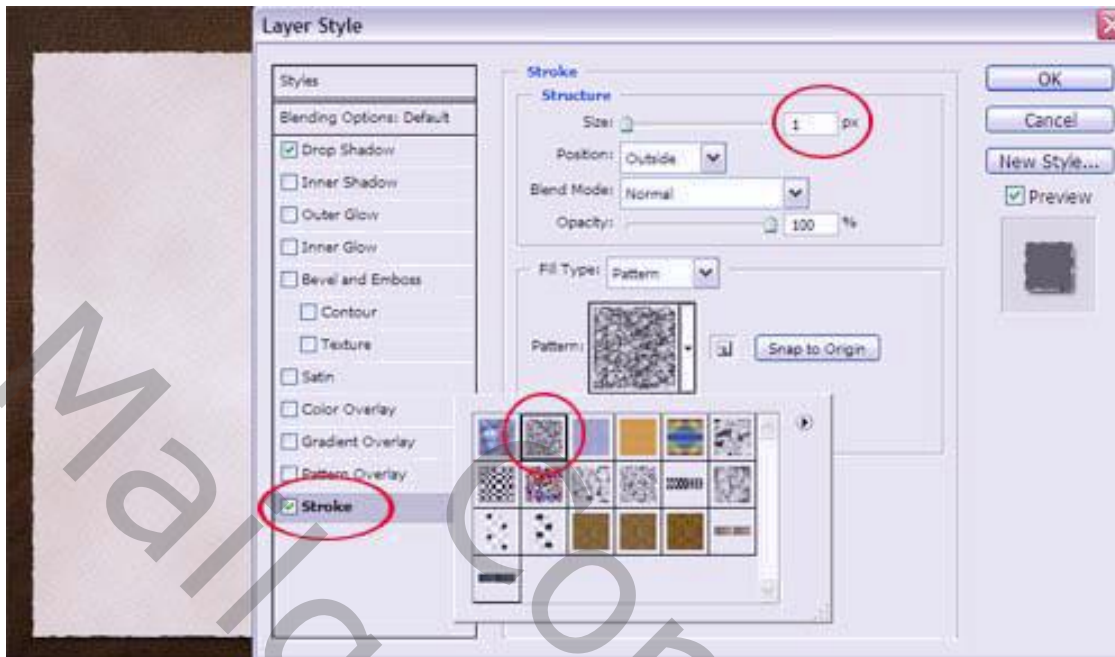 Layer Style
Styles
Blending Options: Default
Drop Shadow
Inner Shadow
Outer Glow
Inner Glow
Bevel and Emboss
Contour
Texture
Satin
Color Overlay
Gradient Overlay
Pattern Overlay
Stroke
Stroke
Structure
Size: 1 px
Position: Outside
Blend Mode: Normal
Opacity: 100 %
Fill Type: Pattern
Pattern: Snap to Origin
OK
Cancel
New Style...
Preview